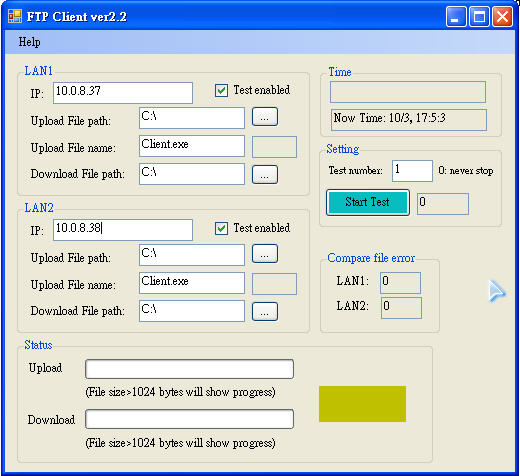 FTP Client ver2.2
Help
LAN1
IP: 10.0.8.37 Test enabled
Upload File path: C:\ ...
Upload File name: Client.exe
Download File path: C:\ ...
LAN2
IP: 10.0.8.38 Test enabled
Upload File path: C:\ ...
Upload File name: Client.exe
Download File path: C:\ ...
Time
Now Time: 10/3, 17:5:3
Setting
Test number: 1 0: never stop
Start Test 0
Compare file error
LAN1: 0
LAN2: 0
Status
Upload
(File size>1024 bytes will show progress)
Download
(File size>1024 bytes will show progress)